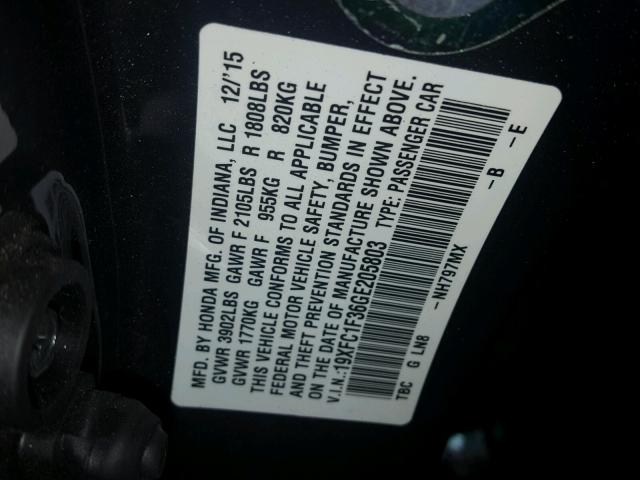 MFD. BY HONDA MFG. OF INDIANA, LLC 12/'15
GVWR 3902LBS GAWR F 2105LBS R 1808LBS
GVWR 1770KG GAWR F 955KG R 820KG
THIS VEHICLE CONFORMS TO ALL APPLICABLE
FEDERAL MOTOR VEHICLE SAFETY, BUMPER,
AND THEFT PREVENTION STANDARDS IN EFFECT
ON THE DATE OF MANUFACTURE SHOWN ABOVE.
V.I.N.:19XFC1F36GE205803 TYPE: PASSENGER CAR
TBC G LN8 -NH797MX -B -E